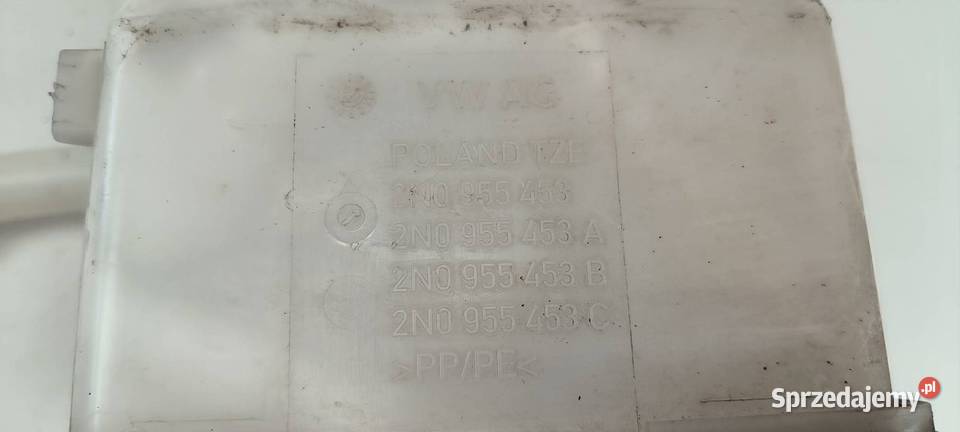 VW AG
POLAND TZE
2N0 955 453
2N0 955 453 A
2N0 955 453 B
2N0 955 453 C
>PP/PE<
Sprzedajemy.pl